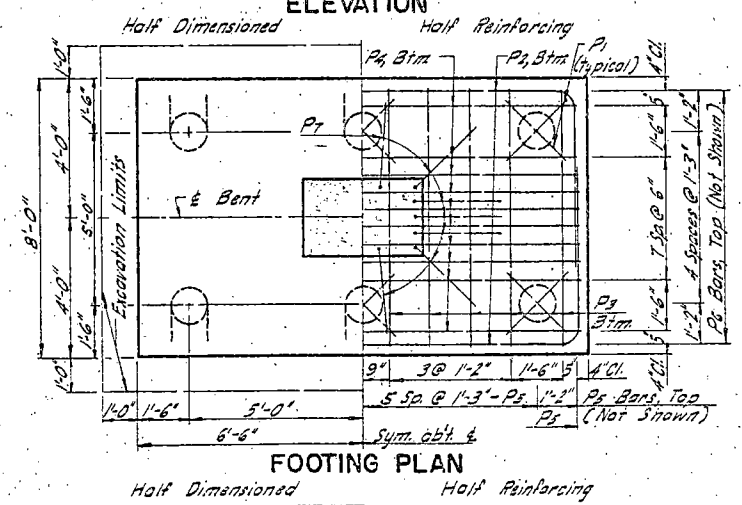 ELEVATION
Half Dimensioned
Half Reinforcing
P4, Btm.
P2, Btm
P1
(typical)
P7
₵ Bent
Excavation Limits
1'-0"
1'-6"
4'-0"
8'-0"
5'-0"
4'-0"
1'-6"
1'-0"
4" Cl.
5"
1'-6"
1'-2"
7 Sp @ 6"
4 Spaces @ 1'-3"
P5 Bars, Top (Not Shown)
1'-6"
1'-2"
5"
4" Cl.
P3
Btm.
9"
3 @ 1'-2"
1'-6"
5"
4" Cl.
1'-0"
1'-6"
5'-0"
5 Sp. @ 1'-3" - P5
1'-2"
P5 Bars, Top
P5
(Not Shown)
6'-6"
Sym. abt. ₵
FOOTING PLAN
Half Dimensioned
Half Reinforcing